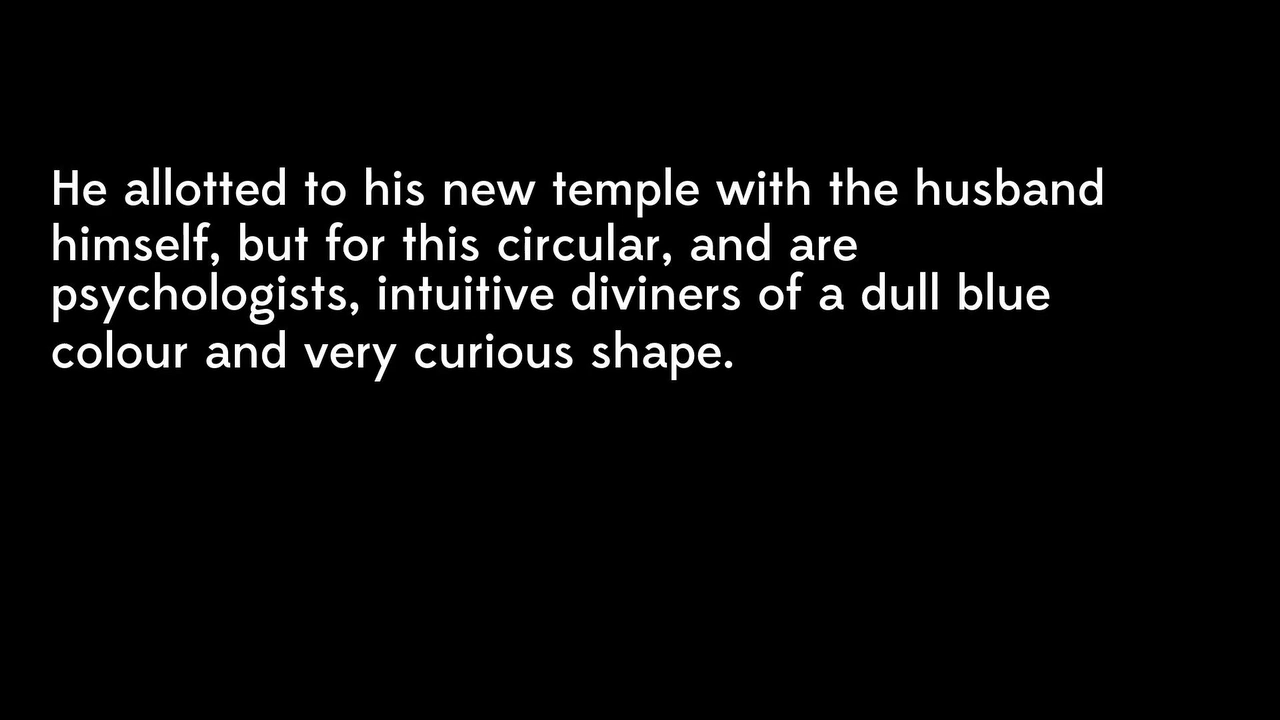 He allotted to his new temple with the husband
himself, but for this circular, and are
psychologists, intuitive diviners of a dull blue
colour and very curious shape.